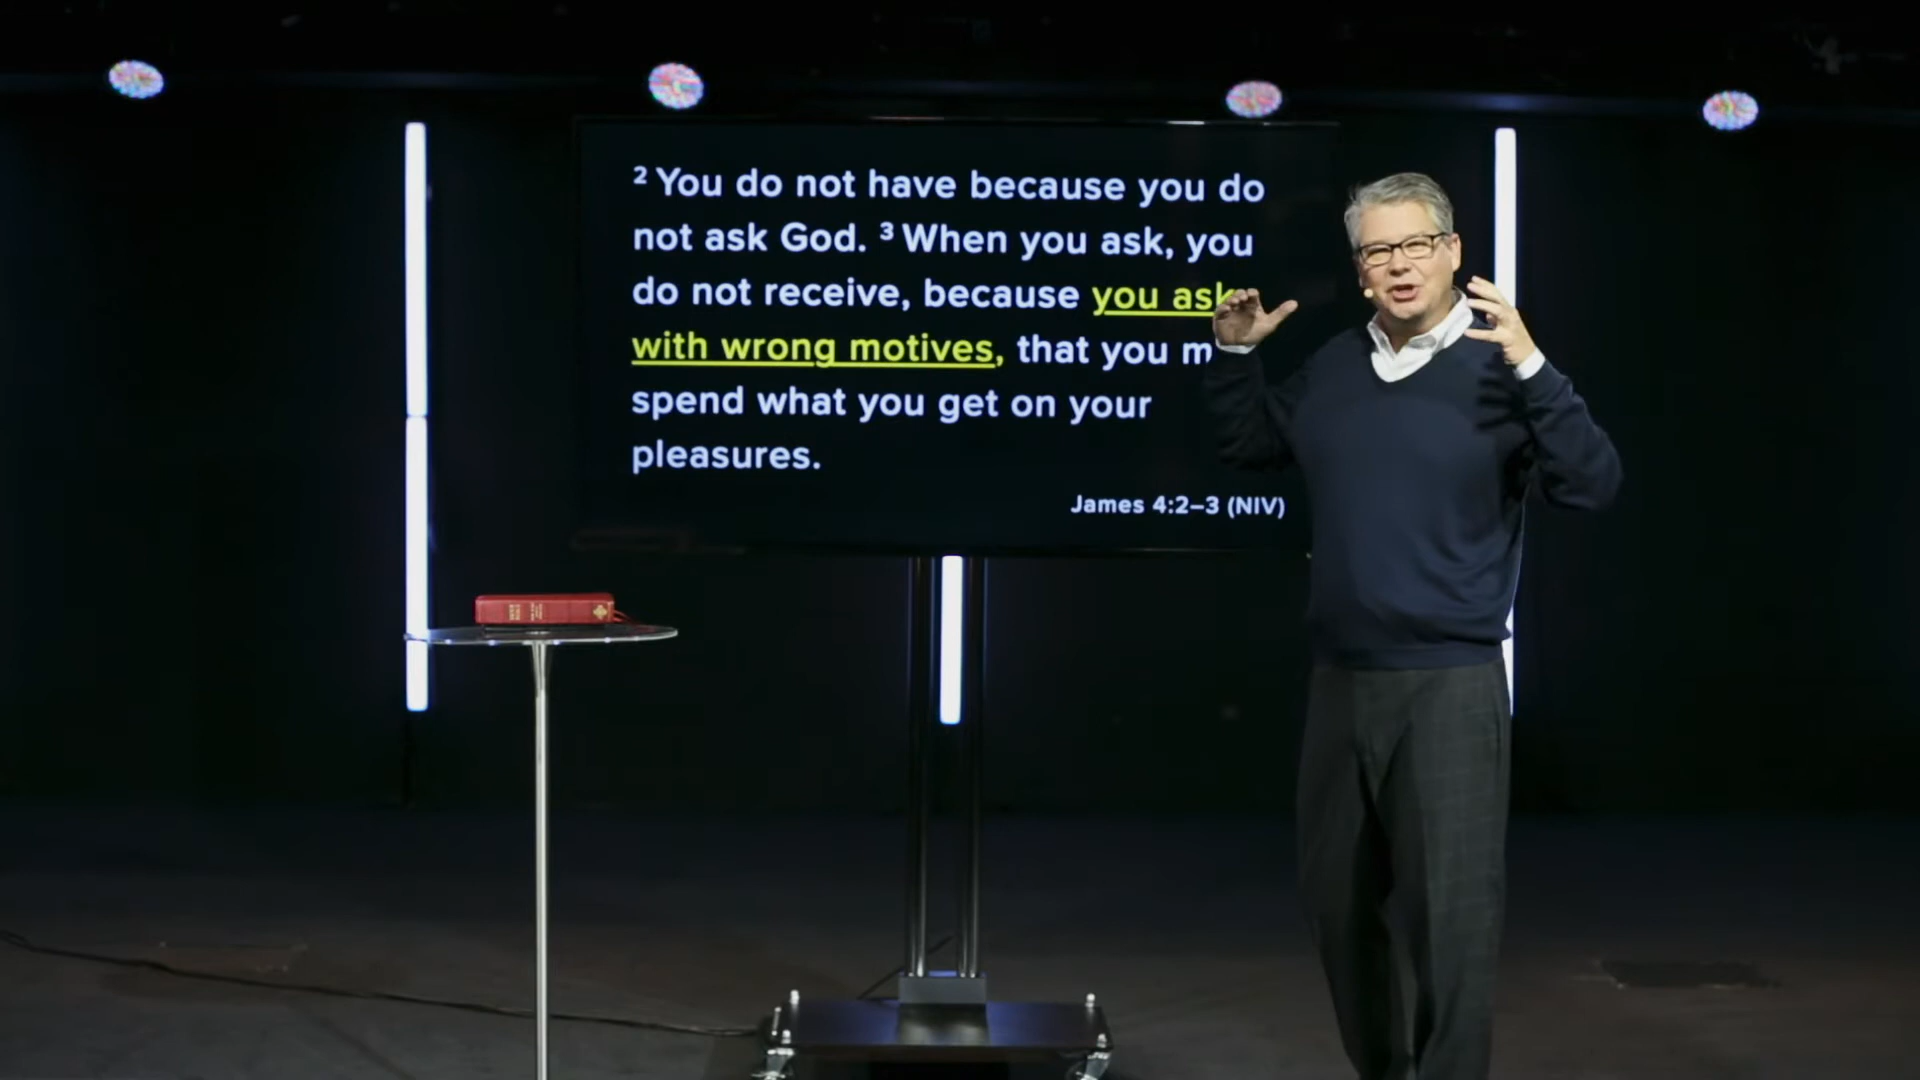 ² You do not have because you do
not ask God. ³ When you ask, you
do not receive, because you ask
with wrong motives, that you m
spend what you get on your
pleasures.
James 4:2–3 (NIV)
HOLY BIBLE